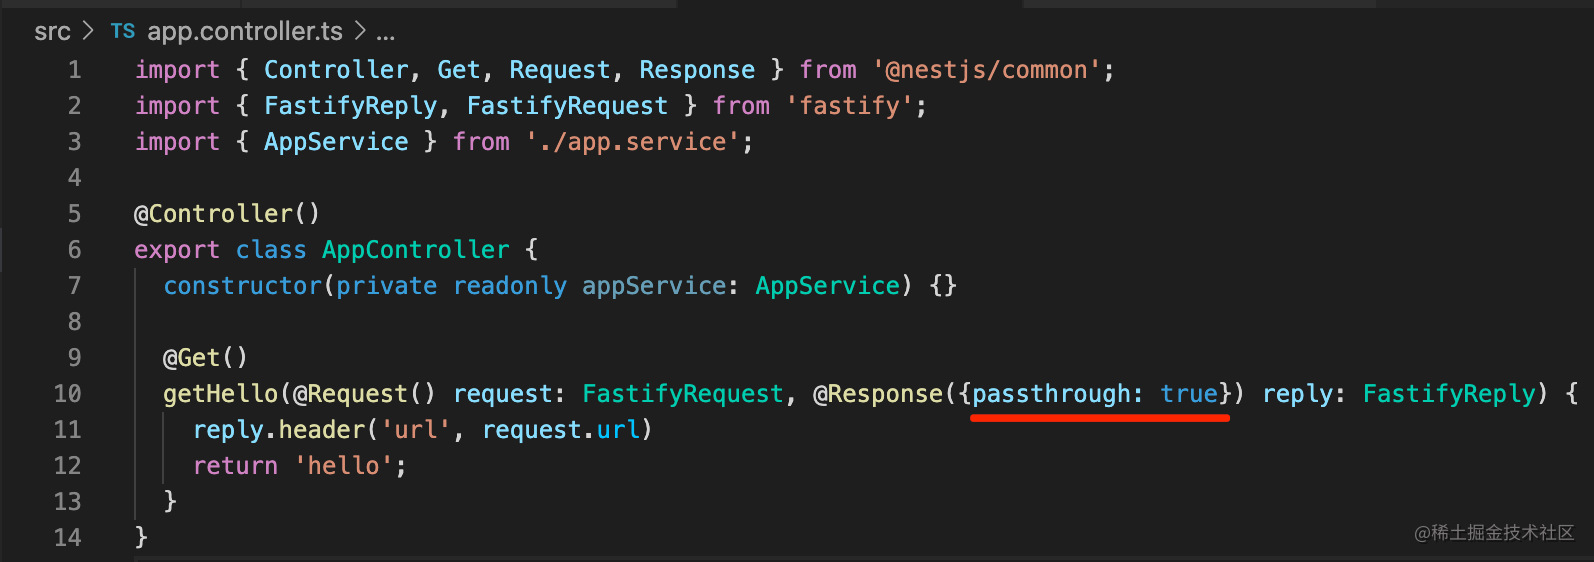 src > TS app.controller.ts > ...
1 import { Controller, Get, Request, Response } from '@nestjs/common';
2 import { FastifyReply, FastifyRequest } from 'fastify';
3 import { AppService } from './app.service';
4
5 @Controller()
6 export class AppController {
7   constructor(private readonly appService: AppService) {}
8
9   @Get()
10   getHello(@Request() request: FastifyRequest, @Response({passthrough: true}) reply: FastifyReply) {
11     reply.header('url', request.url)
12     return 'hello';
13   }
14 }
@稀土掘金技术社区